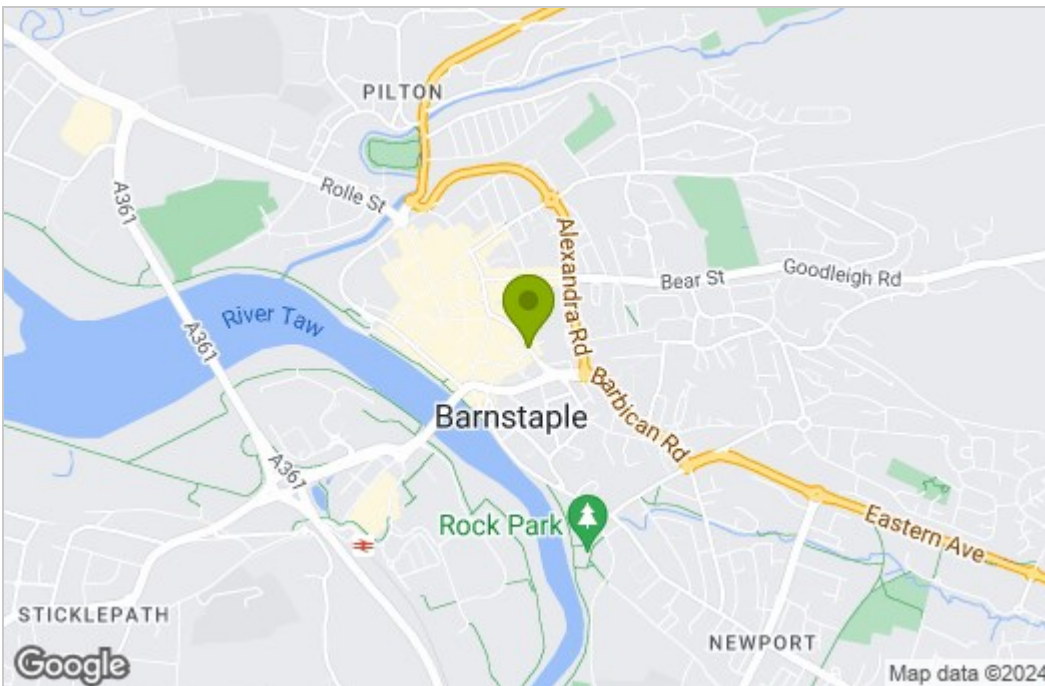 PILTON
Rolle St
A361
Alexandra Rd
Bear St
Goodleigh Rd
River Taw
A361
Barbican Rd
Barnstaple
A361
Rock Park
Eastern Ave
STICKLEPATH
NEWPORT
Google
Map data ©2024